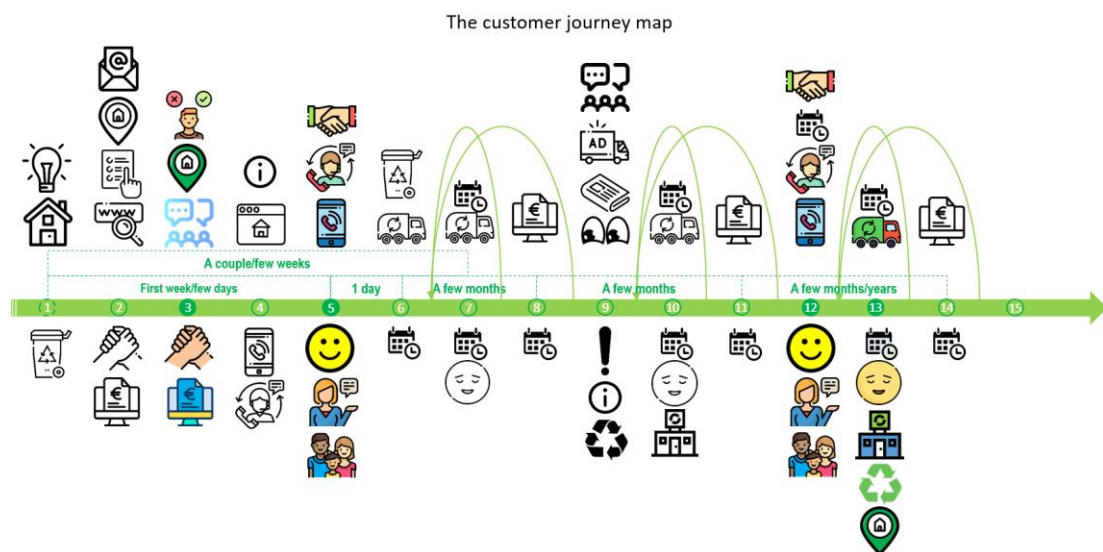 The customer journey map
@
AD
www
i
€
€
A couple/few weeks
First week/few days
1 day
A few months
A few months
A few months/years
1 2 3 4 5 6 7 8 9 10 11 12 13 14 15
€
€
!
i
€